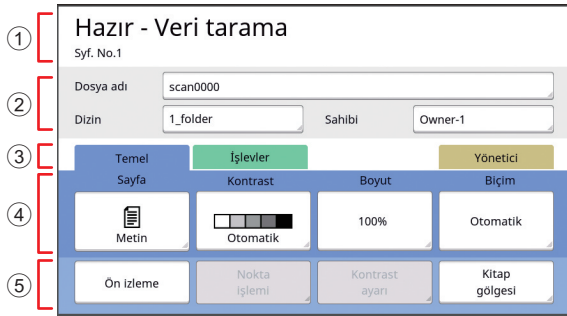 ①
Hazır - Veri tarama
Syf. No.1
②
Dosya adı scan0000
Dizin 1_folder Sahibi Owner-1
③
Temel İşlevler Yönetici
④
Sayfa Kontrast Boyut Biçim
Metin Otomatik 100% Otomatik
⑤
Ön izleme Nokta işlemi Kontrast ayarı Kitap gölgesi